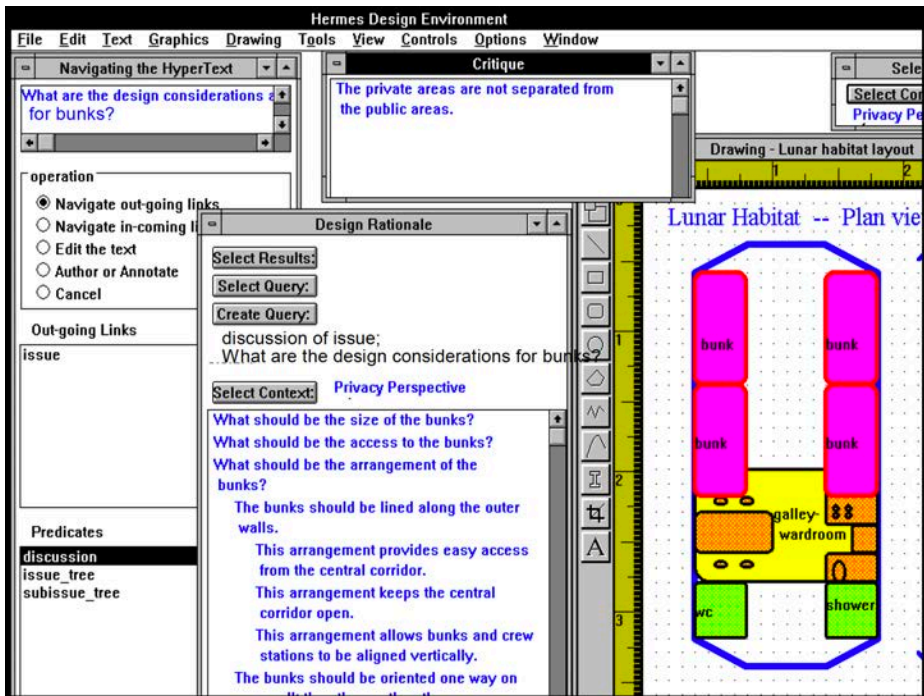 Hermes Design Environment
File Edit Text Graphics Drawing Tools View Controls Options Window
Navigating the HyperText
What are the design considerations
for bunks?
operation
Navigate out-going links
Navigate in-coming
Edit the text
Author or Annotate
Cancel
Out-going Links
issue
Predicates
discussion
issue_tree
subissue_tree
Critique
The private areas are not separated from
the public areas.
Design Rationale
Select Results:
Select Query:
Create Query:
discussion of issue;
What are the design considerations for bunks?
Select Context: Privacy Perspective
What should be the size of the bunks?
What should be the access to the bunks?
What should be the arrangement of the
bunks?
The bunks should be lined along the outer
walls.
This arrangement provides easy access
from the central corridor.
This arrangement keeps the central
corridor open.
This arrangement allows bunks and crew
stations to be aligned vertically.
The bunks should be oriented one way on
Sele
Select Con
Privacy Pe
Drawing - Lunar habitat layout
1 2
Lunar Habitat -- Plan vie
1
2
3
A
bunk bunk
bunk bunk
galley-
wardroom
wc shower